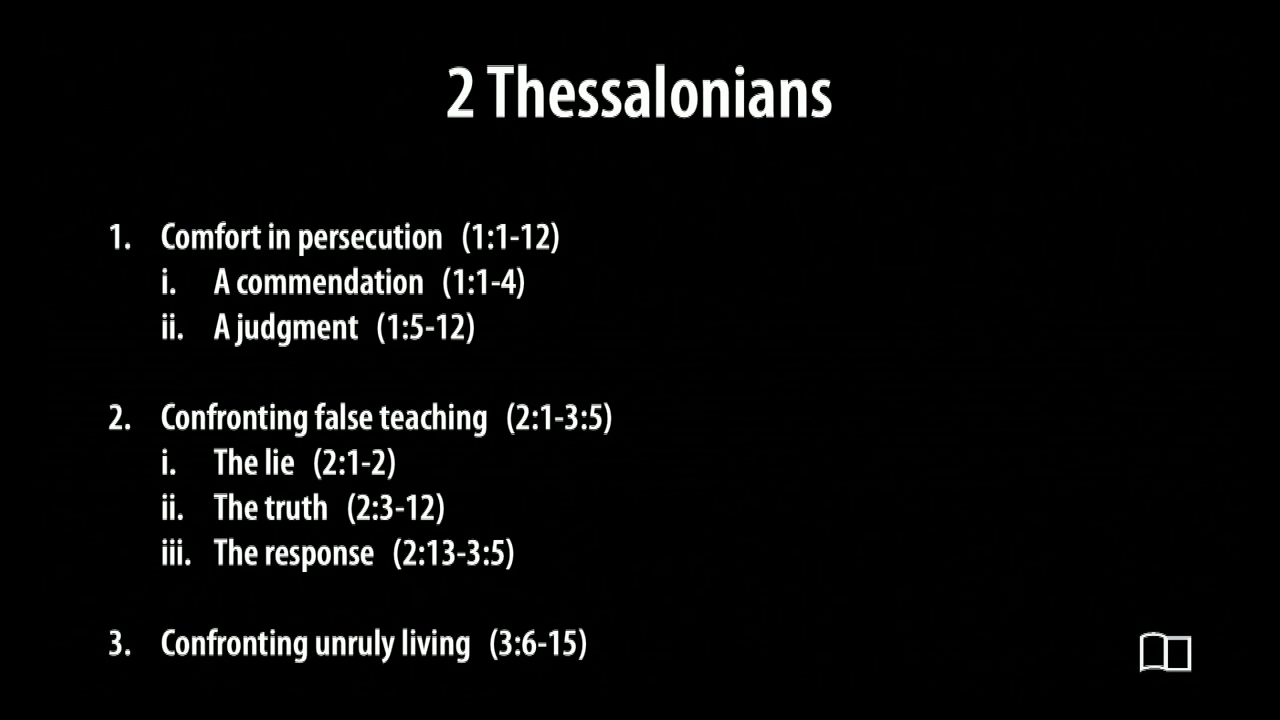 2 Thessalonians
1. Comfort in persecution (1:1-12)
i. A commendation (1:1-4)
ii. A judgment (1:5-12)
2. Confronting false teaching (2:1-3:5)
i. The lie (2:1-2)
ii. The truth (2:3-12)
iii. The response (2:13-3:5)
3. Confronting unruly living (3:6-15)